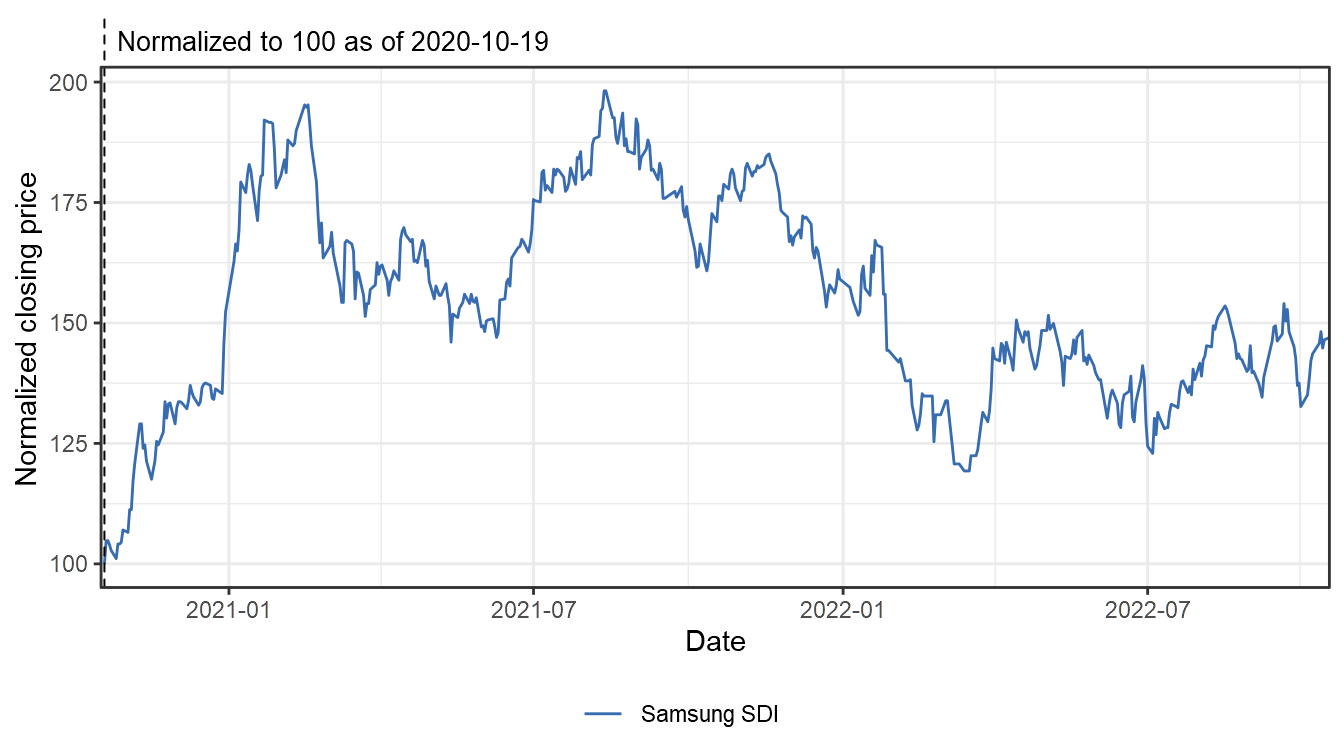 Normalized to 100 as of 2020-10-19
200
175
150
125
100
Normalized closing price
2021-01
2021-07
2022-01
2022-07
Date
Samsung SDI